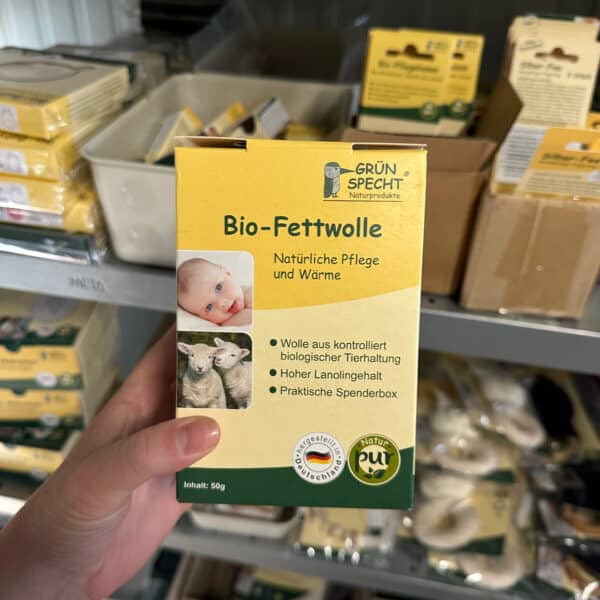 GRÜN
SPECHT®
Naturprodukte
Bio-Fettwolle
Natürliche Pflege
und Wärme
Wolle aus kontrolliert
biologischer Tierhaltung
Hoher Lanolingehalt
Praktische Spenderbox
hergestellt in
Deutschland
Natur
pur
Inhalt: 50g